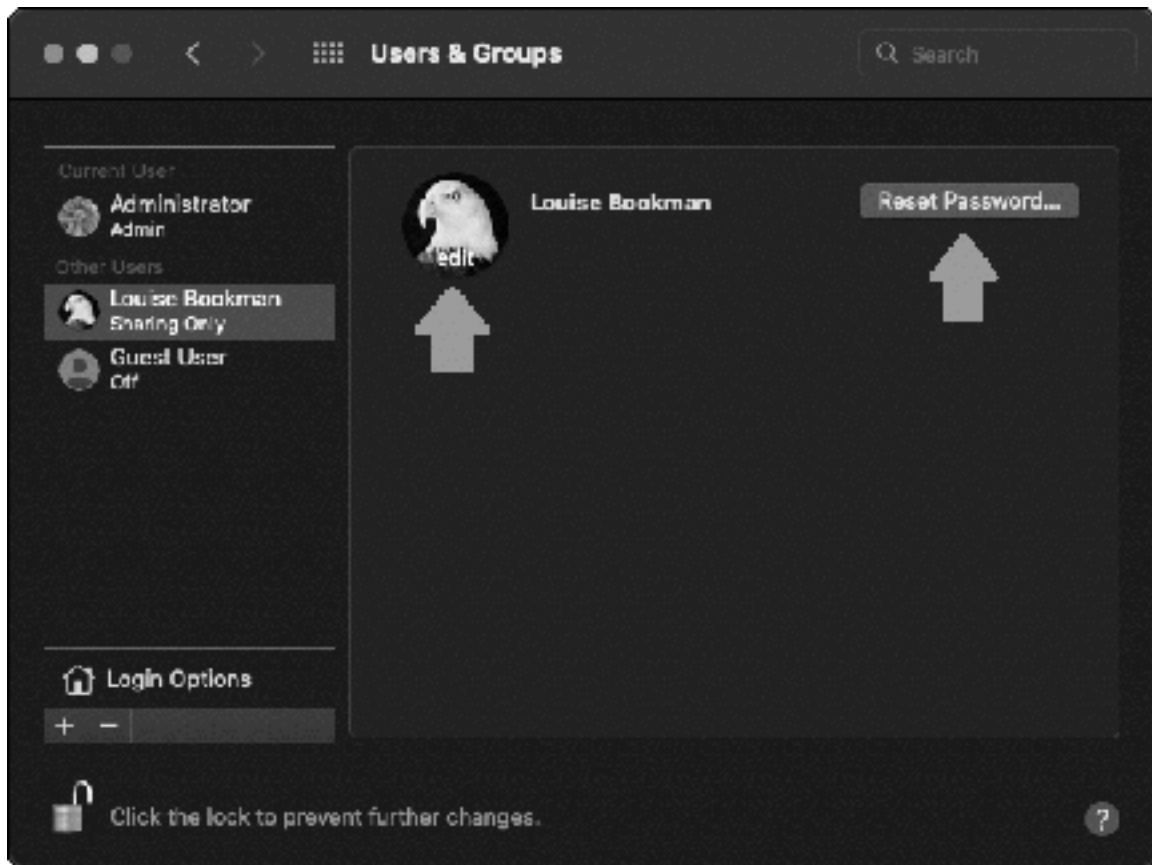 Users & Groups
Search
Current User
Administrator
Admin
Other Users
Louise Bookman
Sharing Only
Guest User
Off
Login Options
Louise Bookman
Reset Password...
edit
Click the lock to prevent further changes.
?